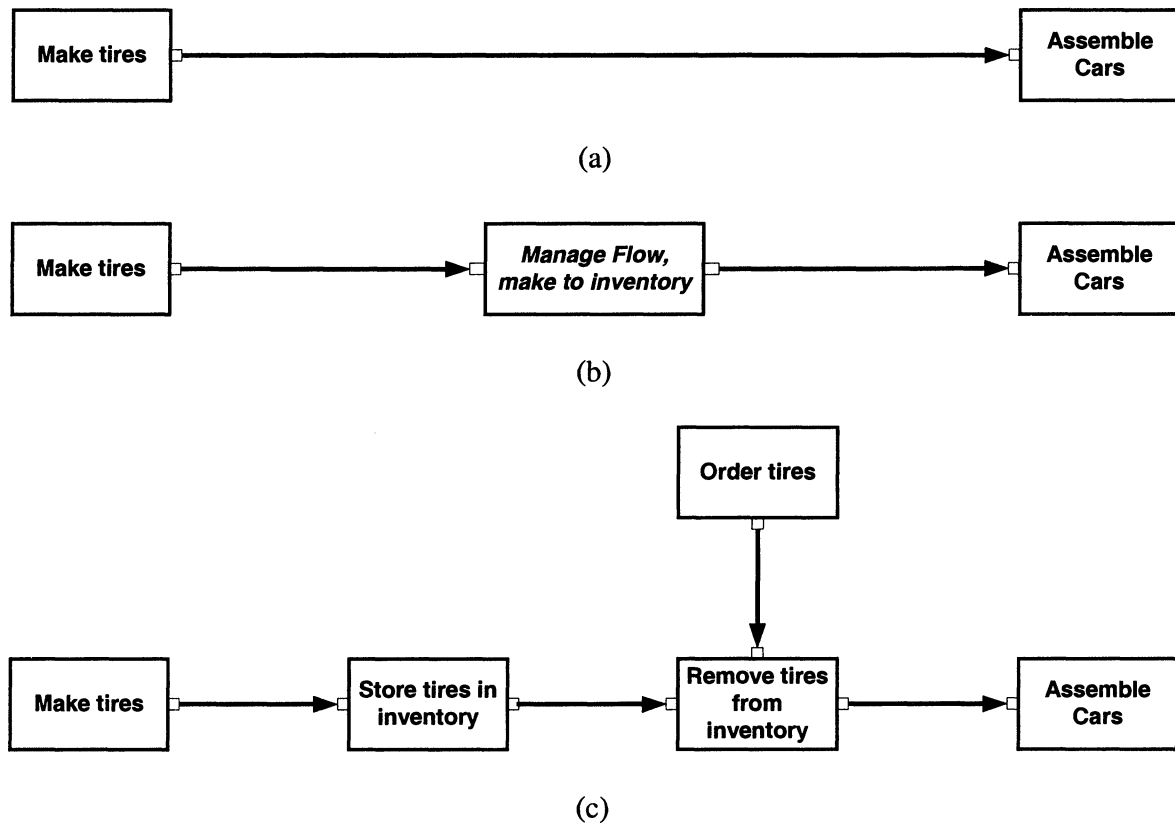 Make tires
Assemble
Cars
(a)
Make tires
Manage Flow,
make to inventory
Assemble
Cars
(b)
Order tires
Make tires
Store tires in
inventory
Remove tires
from
inventory
Assemble
Cars
(c)